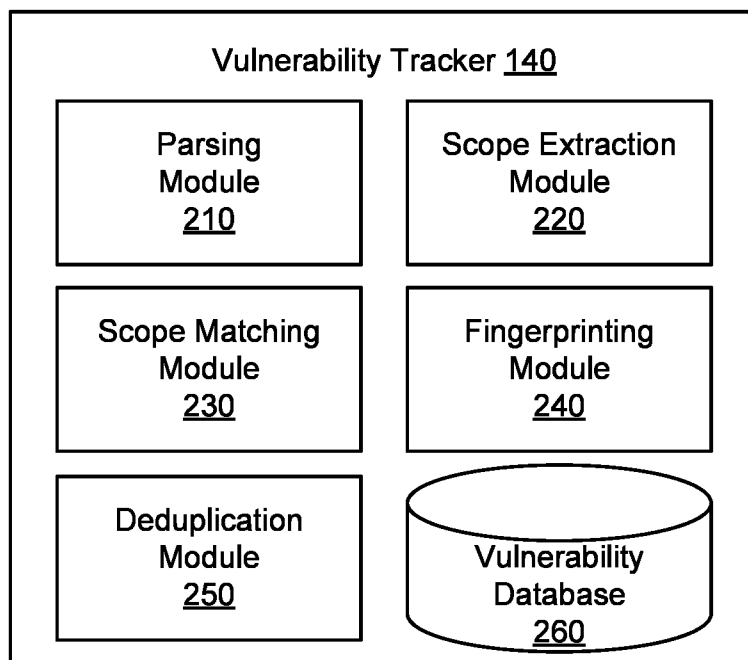 Vulnerability Tracker 140
Parsing
Module
210
Scope Extraction
Module
220
Scope Matching
Module
230
Fingerprinting
Module
240
Deduplication
Module
250
Vulnerability
Database
260